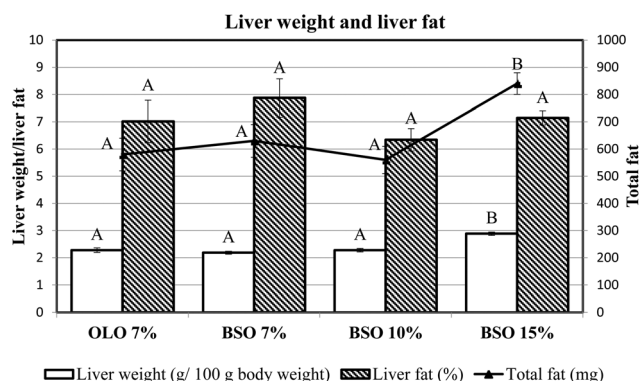 Liver weight and liver fat
10 1000
9 900
8 800
7 700
6 600
5 500
4 400
3 300
2 200
1 100
0 0
Liver weight/liver fat
Total fat
A A A A A A B A
A A A B
OLO 7% BSO 7% BSO 10% BSO 15%
Liver weight (g/ 100 g body weight) Liver fat (%) Total fat (mg)